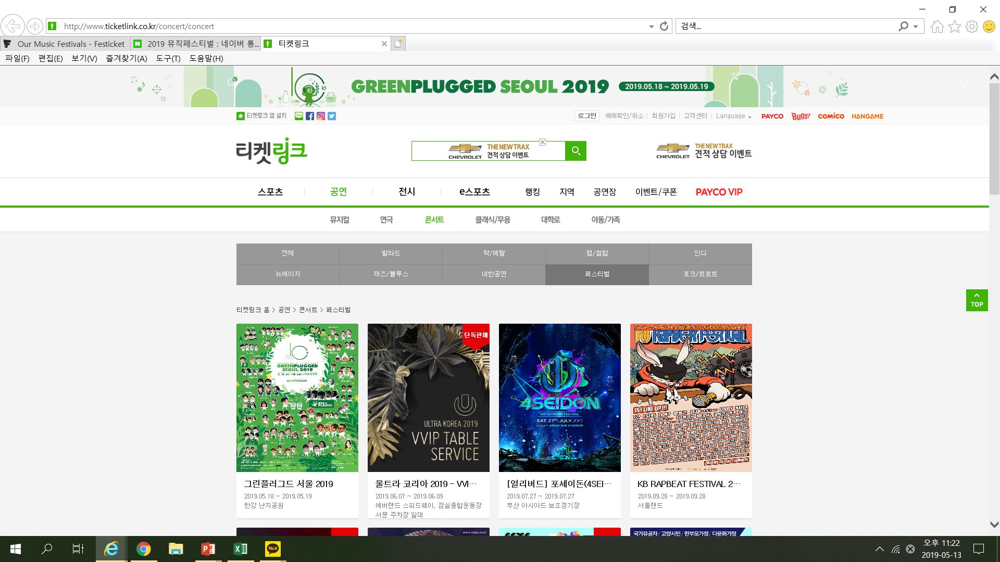 http://www.ticketlink.co.kr/concert/concert
검색...
Our Music Festivals - Festicket
2019 뮤직페스티벌 : 네이버 통...
티켓링크
파일(F) 편집(E) 보기(V) 즐겨찾기(A) 도구(T) 도움말(H)
GREENPLUGGED SEOUL 2019 2019.05.18 ~ 2019.05.19
티켓링크 앱 설치
blog
로그인 예매확인/취소 회원가입 고객센터 Language PAYCO Bugs! COMICO HANGAME
티켓링크
CHEVROLET THE NEW TRAX 견적 상담 이벤트
CHEVROLET THE NEW TRAX 견적 상담 이벤트
스포츠 공연 전시 e스포츠 랭킹 지역 공연장 이벤트/쿠폰 PAYCO VIP
뮤지컬 연극 콘서트 클래식/무용 대학로 아동/가족
전체 발라드 락/메탈 랩/힙합 인디
뉴에이지 재즈/블루스 내한공연 페스티벌 포크/트로트
TOP
티켓링크 홈 > 공연 > 콘서트 > 페스티벌
GREENPLUGGED
SEOUL 2019
단독판매
ULTRA KOREA 2019
VVIP TABLE
SERVICE
4SEIDON
WATER MUSIC FESTIVAL
SAT. 27TH. JULY. 2019
BUSAN ASIAD SUB STADIUM
KB RAPBEAT FESTIVAL
1ST LINE UP !!!
그린플러그드 서울 2019
2019.05.18 ~ 2019.05.19
한강 난지공원
울트라 코리아 2019 - VVI...
2019.06.07 ~ 2019.06.09
에버랜드 스피드웨이, 잠실종합운동장
서문 주차장 일대
[얼리버드] 포세이돈(4SEI...
2019.07.27 ~ 2019.07.27
부산 아시아드 보조경기장
KB RAPBEAT FESTIVAL 2...
2019.09.28 ~ 2019.09.28
서울랜드
www.mipic.co.kr
국가유공자 / 고양시민 / 한부모가정 / 다문화가정
TALK
오후 11:22
2019-05-13